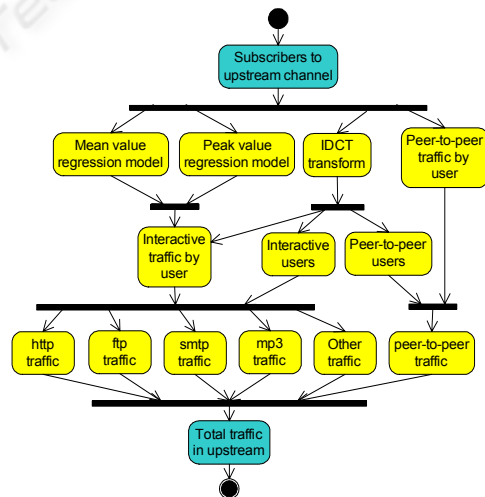 Subscribers to
upstream channel
Mean value
regression model
Peak value
regression model
IDCT
transform
Peer-to-peer
traffic by
user
Interactive
traffic by
user
Interactive
users
Peer-to-peer
users
http
traffic
ftp
traffic
smtp
traffic
mp3
traffic
Other
traffic
peer-to-peer
traffic
Total traffic
in upstream